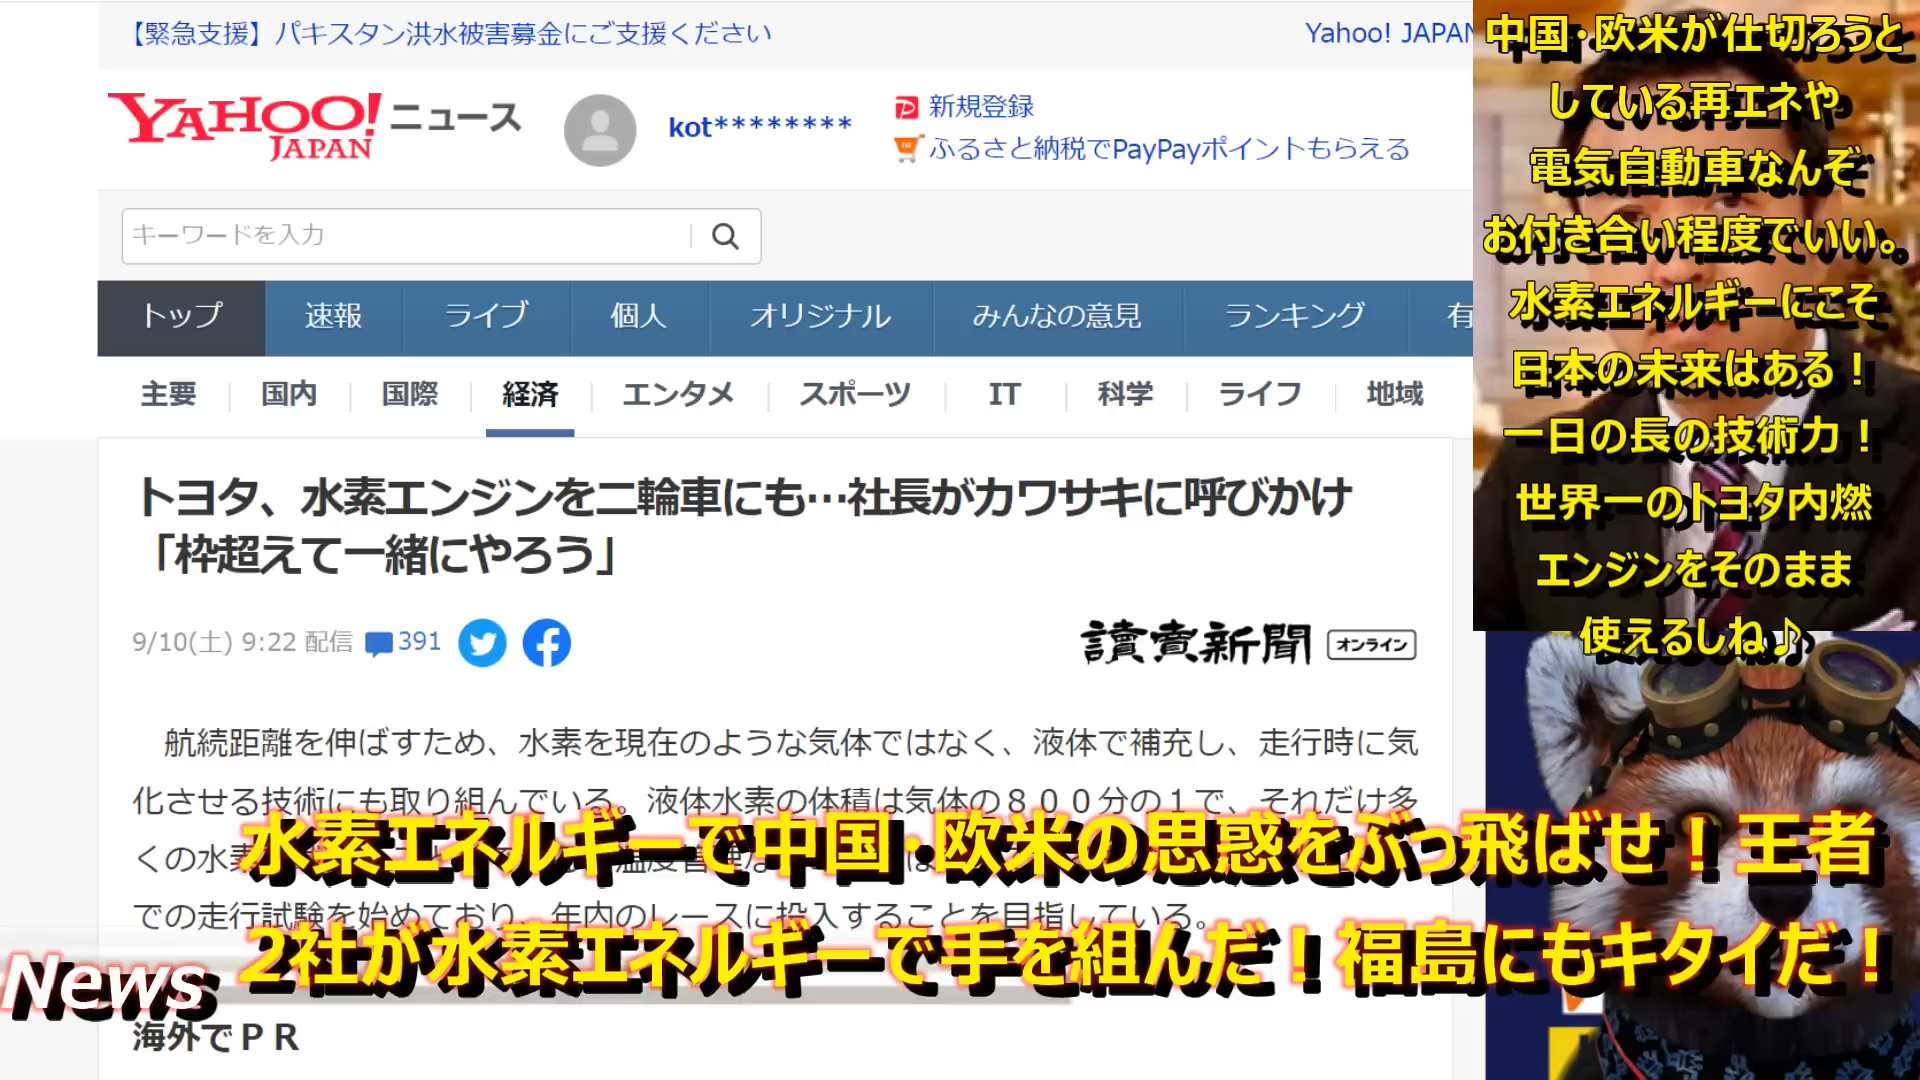 【緊急支援】パキスタン洪水被害募金にご支援ください
Yahoo! JAPAN
YAHOO! JAPAN ニュース
kot********
新規登録
ふるさと納税でPayPayポイントもらえる
キーワードを入力
トップ 速報 ライブ 個人 オリジナル みんなの意見 ランキング 有
主要 国内 国際 経済 エンタメ スポーツ IT 科学 ライフ 地域
トヨタ、水素エンジンを二輪車にも…社長がカワサキに呼びかけ
「枠超えて一緒にやろう」
9/10(土) 9:22 配信 391
讀賣新聞 オンライン
航続距離を伸ばすため、水素を現在のような気体ではなく、液体で補充し、走行時に気
化させる技術にも取り組んでいる。液体水素の体積は気体の８００分の１で、それだけ多
くの水素
での走行試験を始めており、年内のレースに投入することを目指している。
海外でＰＲ
中国・欧米が仕切ろうと
している再エネや
電気自動車なんぞ
お付き合い程度でいい。
水素エネルギーにこそ
日本の未来はある！
一日の長の技術力！
世界一のトヨタ内燃
エンジンをそのまま
使えるしね♪
水素エネルギーで中国・欧米の思惑をぶっ飛ばせ！王者
2社が水素エネルギーで手を組んだ！福島にもキタイだ！
News